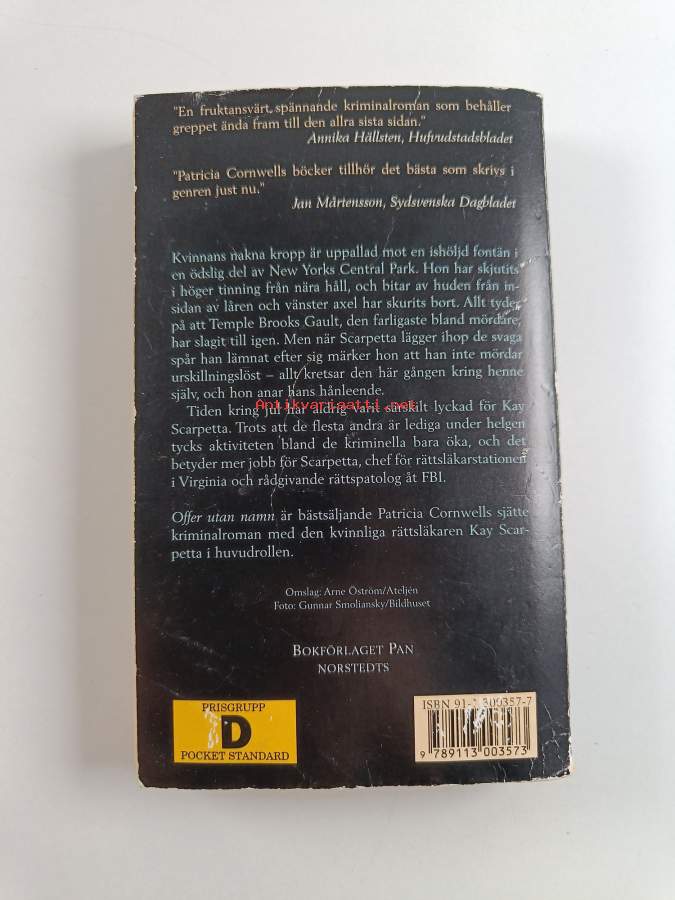 "En fruktansvärt spännande kriminalroman som behåller
greppet ända fram till den allra sista sidan."
Annika Hällsten, Hufvudstadsbladet
"Patricia Cornwells böcker tillhör det bästa som skrivs i
genren just nu."
Jan Mårtensson, Sydsvenska Dagbladet
Kvinnans nakna kropp är uppallad mot en ishöljd fontän i
en ödslig del av New Yorks Central Park. Hon har skjutits
i höger tinning från nära håll, och bitar av huden från in-
sidan av låren och vänster axel har skurits bort. Allt tyder
på att Temple Brooks Gault, den farligaste bland mördare,
har slagit till igen. Men när Scarpetta lägger ihop de svaga
spår han lämnat efter sig märker hon att han inte mördar
urskillningslöst – allt kretsar den här gången kring henne
själv, och hon anar hans hånleende.
Antikvariaatti.net
Tiden kring jul har aldrig varit särskilt lyckad för Kay
Scarpetta. Trots att de flesta andra är lediga under helgen
tycks aktiviteten bland de kriminella bara öka, och det
betyder mer jobb för Scarpetta, chef för rättsläkarstationen
i Virginia och rådgivande rättspatolog åt FBI.
Offer utan namn är bästsäljande Patricia Cornwells sjätte
kriminalroman med den kvinnliga rättsläkaren Kay Scar-
petta i huvudrollen.
Omslag: Arne Öström/Ateljén
Foto: Gunnar Smoliansky/Bildhuset
BOKFÖRLAGET PAN
NORSTEDTS
PRISGRUPP
D
POCKET STANDARD
ISBN 91- 300357-7
9 789113 003573